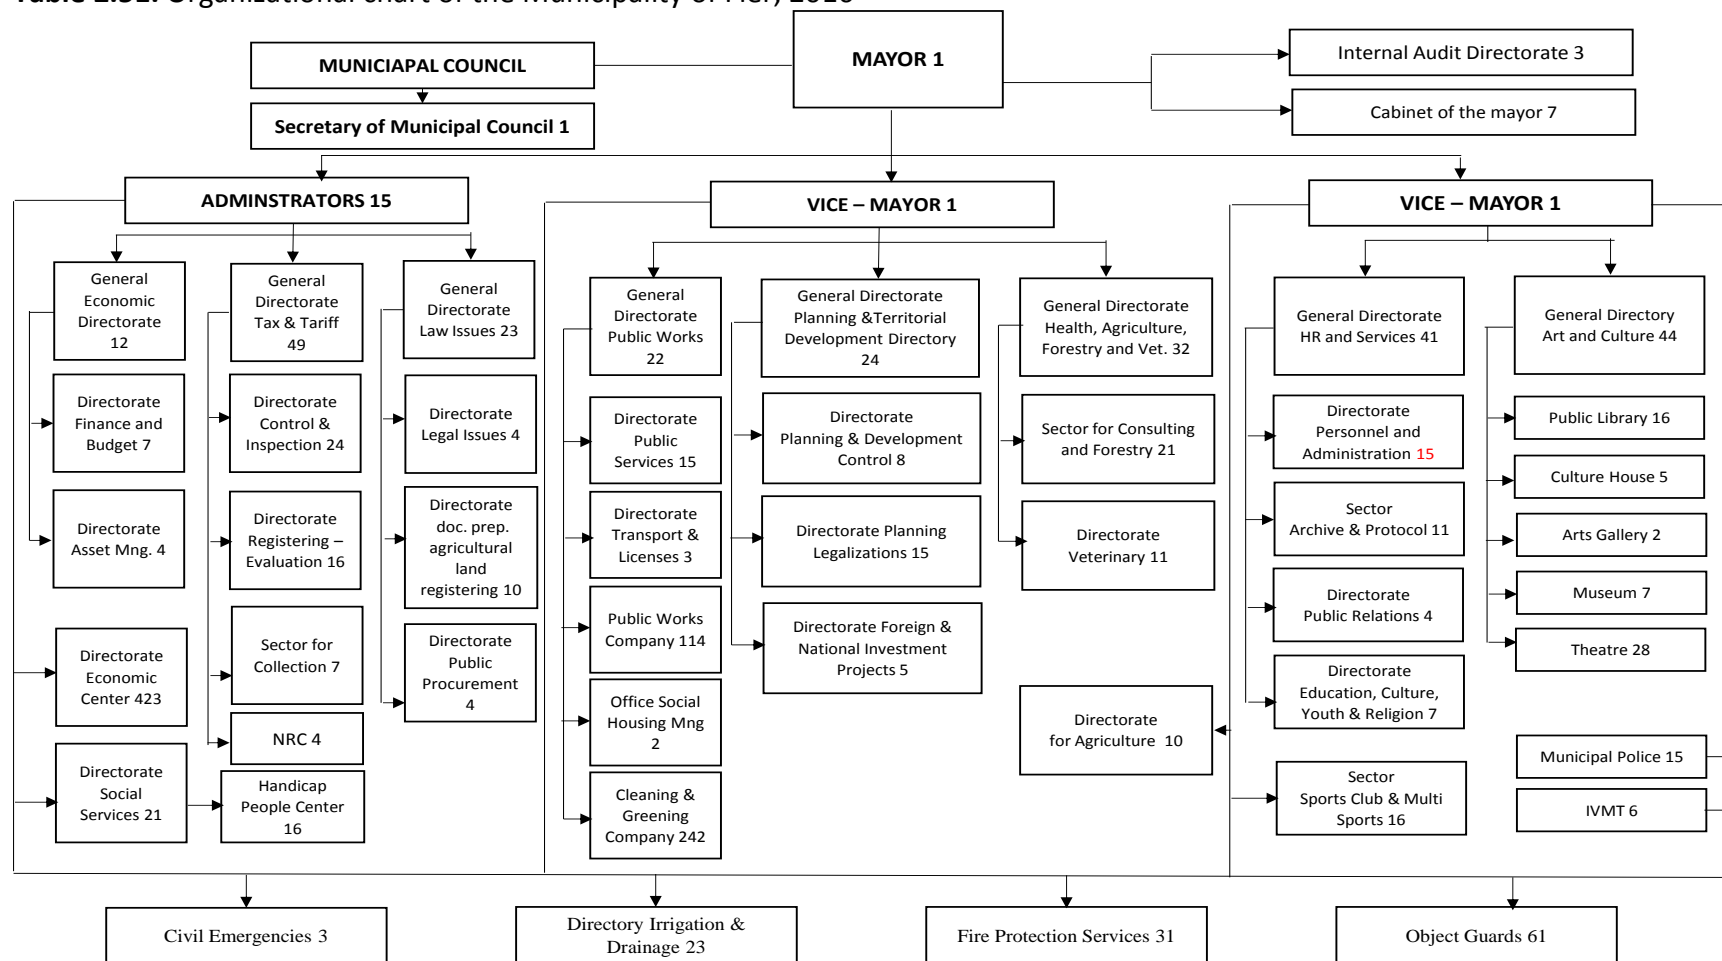 MAYOR 1
MUNICIAPAL COUNCIL
Secretary of Municipal Council 1
Internal Audit Directorate 3
Cabinet of the mayor 7
ADMINSTRATORS 15
VICE – MAYOR 1
VICE – MAYOR 1
General
Economic
Directorate
12
Directorate
Finance and
Budget 7
Directorate
Asset Mng. 4
Directorate
Economic
Center 423
Directorate
Social
Services 21
General
Directorate
Tax & Tariff
49
Directorate
Control &
Inspection 24
Directorate
Registering –
Evaluation 16
Sector for
Collection 7
NRC 4
Handicap
People Center
16
General
Directorate
Law Issues 23
Directorate
Legal Issues 4
Directorate
doc. prep.
agricultural
land
registering 10
Directorate
Public
Procurement
4
General
Directorate
Public Works
22
Directorate
Public
Services 15
Directorate
Transport &
Licenses 3
Public Works
Company 114
Office Social
Housing Mng
2
Cleaning &
Greening
Company 242
General Directorate
Planning &Territorial
Development Directory
24
Directorate
Planning & Development
Control 8
Directorate Planning
Legalizations 15
Directorate Foreign &
National Investment
Projects 5
General Directorate
Health, Agriculture,
Forestry and Vet. 32
Sector for Consulting
and Forestry 21
Directorate
Veterinary 11
Directorate
for Agriculture 10
General Directorate
HR and Services 41
Directorate
Personnel and
Administration 15
Sector
Archive & Protocol 11
Directorate
Public Relations 4
Directorate
Education, Culture,
Youth & Religion 7
Sector
Sports Club & Multi
Sports 16
General Directory
Art and Culture 44
Public Library 16
Culture House 5
Arts Gallery 2
Museum 7
Theatre 28
Municipal Police 15
IVMT 6
Civil Emergencies 3
Directory Irrigation &
Drainage 23
Fire Protection Services 31
Object Guards 61